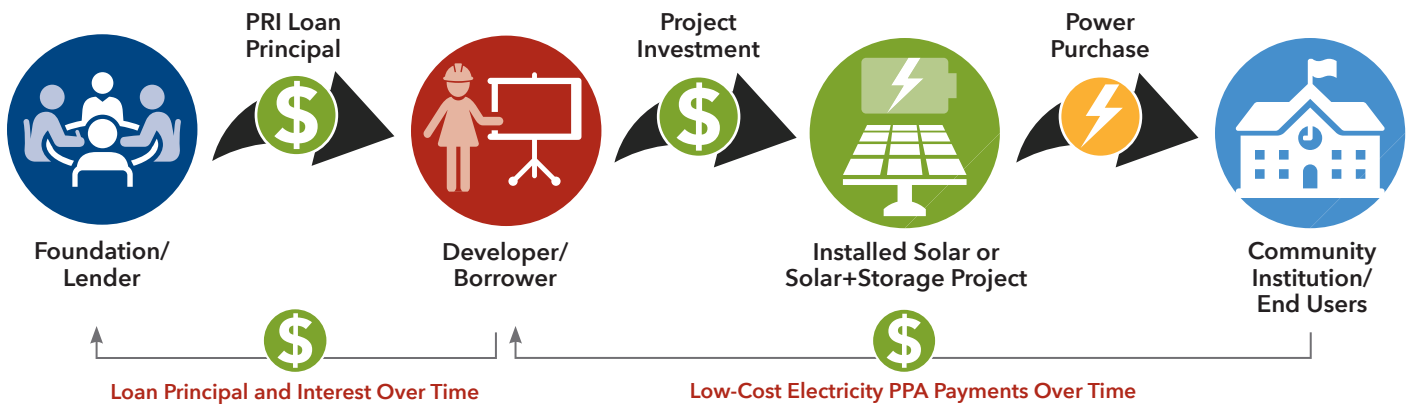 PRI Loan
Principal
Project
Investment
Power
Purchase
$
$
Foundation/
Lender
Developer/
Borrower
Installed Solar or
Solar+Storage Project
Community
Institution/
End Users
$
$
Loan Principal and Interest Over Time
Low-Cost Electricity PPA Payments Over Time